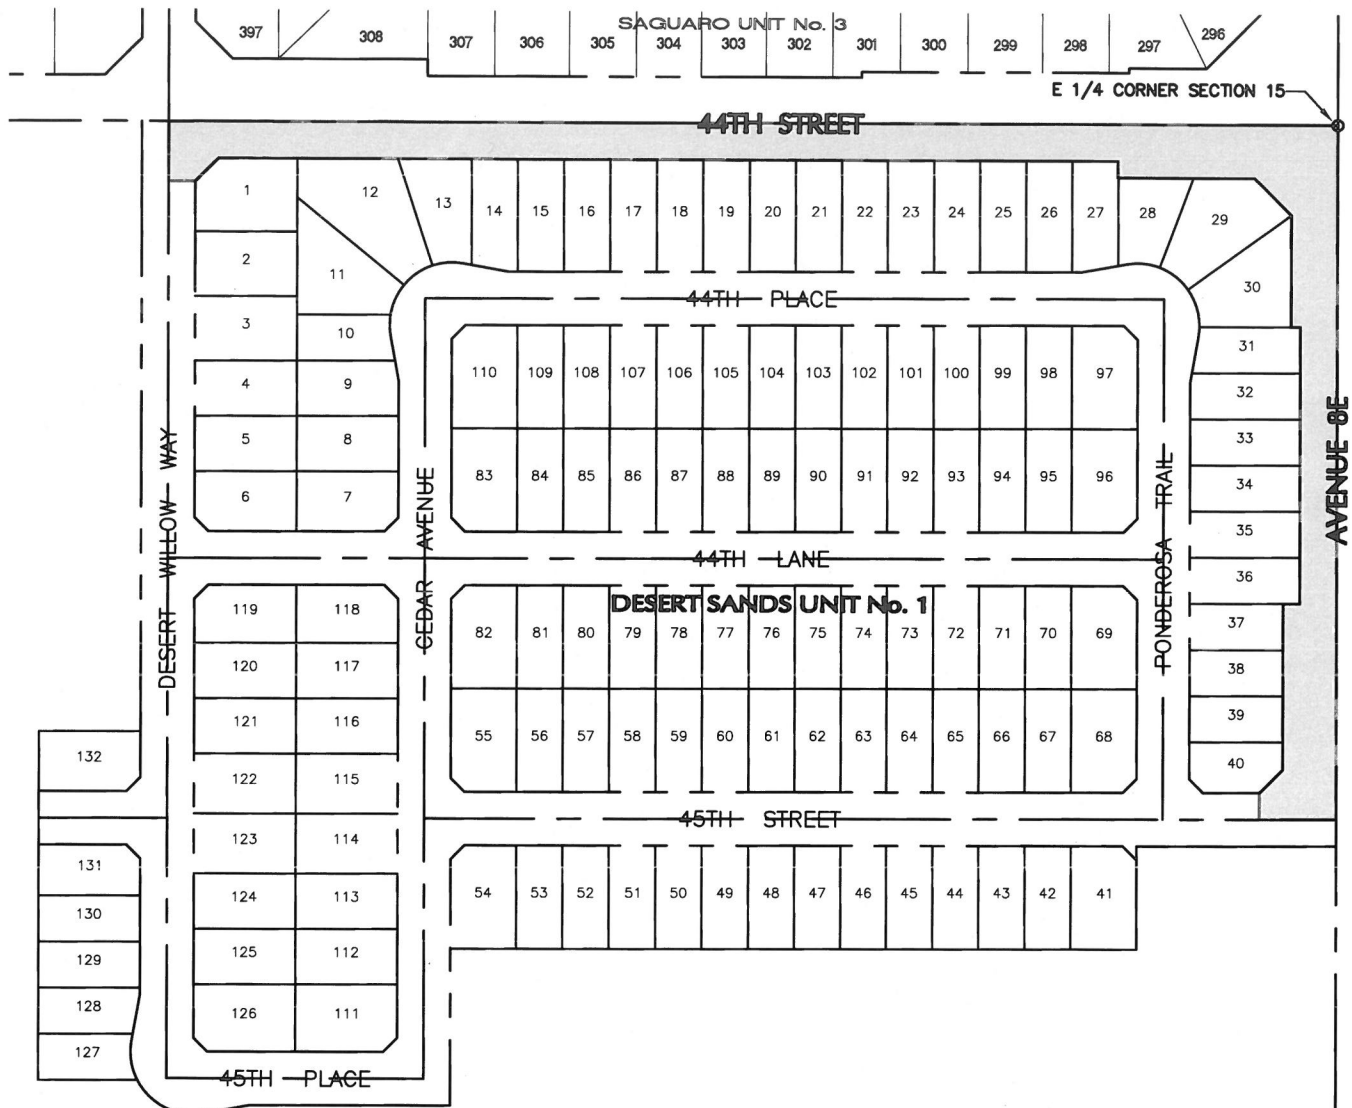 SAGUARO UNIT No. 3
397 308 307 306 305 304 303 302 301 300 299 298 297 296
E 1/4 CORNER SECTION 15
44TH STREET
1 12 13 14 15 16 17 18 19 20 21 22 23 24 25 26 27 28 29
2 11 30
44TH PLACE
3 10 31
110 109 108 107 106 105 104 103 102 101 100 99 98 97
4 9 32
5 8 33
83 84 85 86 87 88 89 90 91 92 93 94 95 96
6 7 34
35
DESERT WILLOW WAY
CEDAR AVENUE
PONDEROSA TRAIL
AVENUE 8E
44TH LANE
36
DESERT SANDS UNIT No. 1
119 118 37
82 81 80 79 78 77 76 75 74 73 72 71 70 69
120 117 38
121 116 39
55 56 57 58 59 60 61 62 63 64 65 66 67 68
132 40
122 115
45TH STREET
123 114
131
124 113 54 53 52 51 50 49 48 47 46 45 44 43 42 41
130
125 112
129
128
126 111
127
45TH PLACE